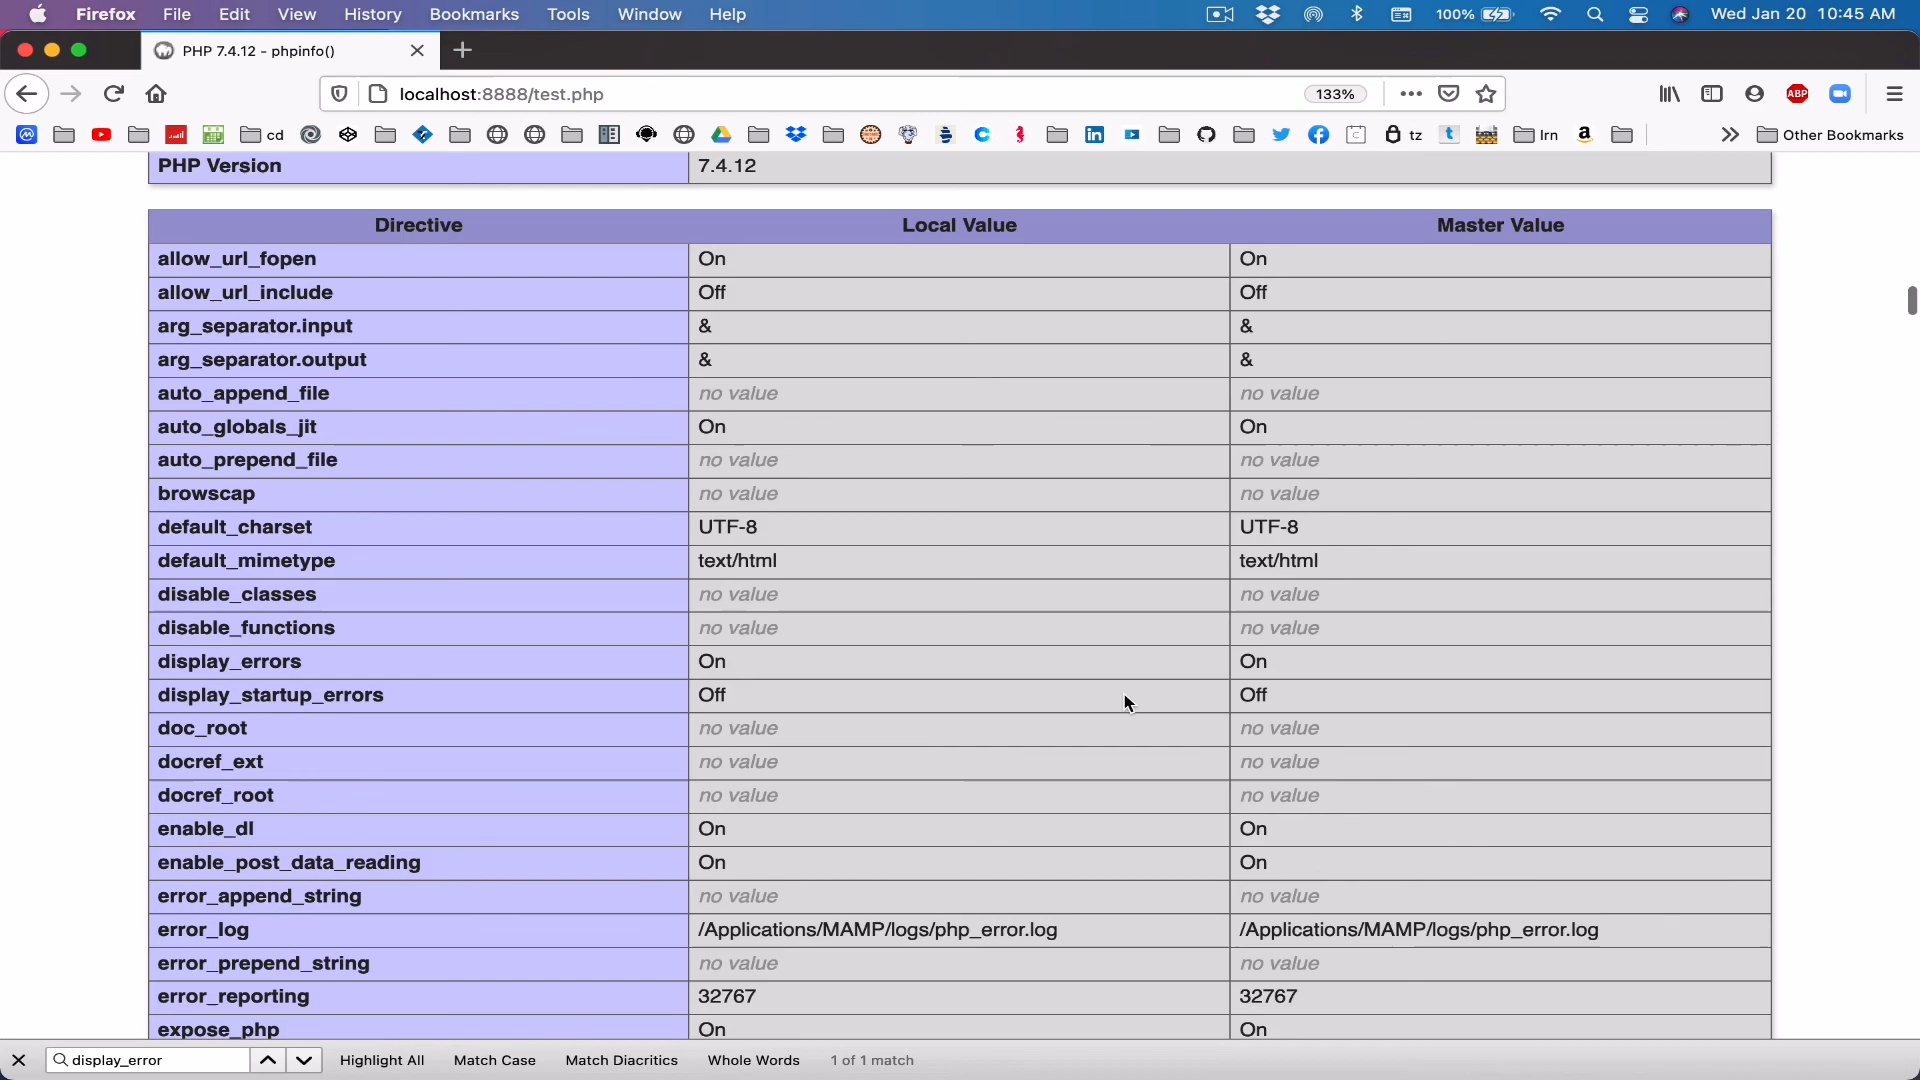 Firefox File Edit View History Bookmarks Tools Window Help 100% Wed Jan 20 10:45 AM
PHP 7.4.12 - phpinfo()
localhost:8888/test.php 133% ABP
cd tz t Irn a Other Bookmarks
PHP Version 7.4.12
Directive Local Value Master Value
allow_url_fopen On On
allow_url_include Off Off
arg_separator.input & &
arg_separator.output & &
auto_append_file no value no value
auto_globals_jit On On
auto_prepend_file no value no value
browscap no value no value
default_charset UTF-8 UTF-8
default_mimetype text/html text/html
disable_classes no value no value
disable_functions no value no value
display_errors On On
display_startup_errors Off Off
doc_root no value no value
docref_ext no value no value
docref_root no value no value
enable_dl On On
enable_post_data_reading On On
error_append_string no value no value
error_log /Applications/MAMP/logs/php_error.log /Applications/MAMP/logs/php_error.log
error_prepend_string no value no value
error_reporting 32767 32767
expose_php On On
display_error Highlight All Match Case Match Diacritics Whole Words 1 of 1 match